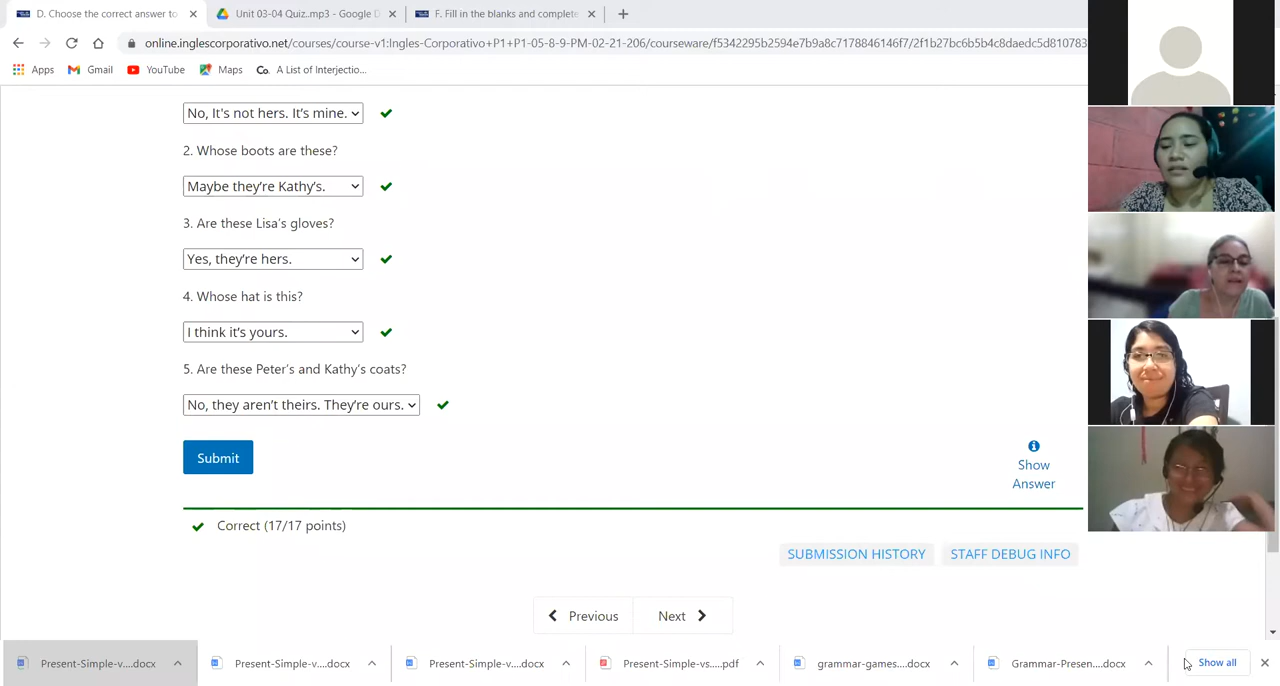 D. Choose the correct answer to
Unit 03-04 Quiz..mp3 - Google D
F. Fill in the blanks and complete
online.inglescorporativo.net/courses/course-v1:Ingles-Corporativo+P1+P1-05-8-9-PM-02-21-206/courseware/f5342295b2594e7b9a8c7178846146f7/2f1b27bc6b5b4c8daedc5d810783
Apps
Gmail
YouTube
Maps
Co. A List of Interjectio...
No, It's not hers. It's mine.
2. Whose boots are these?
Maybe they're Kathy's.
3. Are these Lisa's gloves?
Yes, they're hers.
4. Whose hat is this?
I think it's yours.
5. Are these Peter's and Kathy's coats?
No, they aren't theirs. They're ours.
Submit
Show
Answer
Correct (17/17 points)
SUBMISSION HISTORY
STAFF DEBUG INFO
Previous
Next
Present-Simple-v....docx
Present-Simple-v....docx
Present-Simple-v....docx
Present-Simple-vs.....pdf
grammar-games....docx
Grammar-Presen....docx
Show all